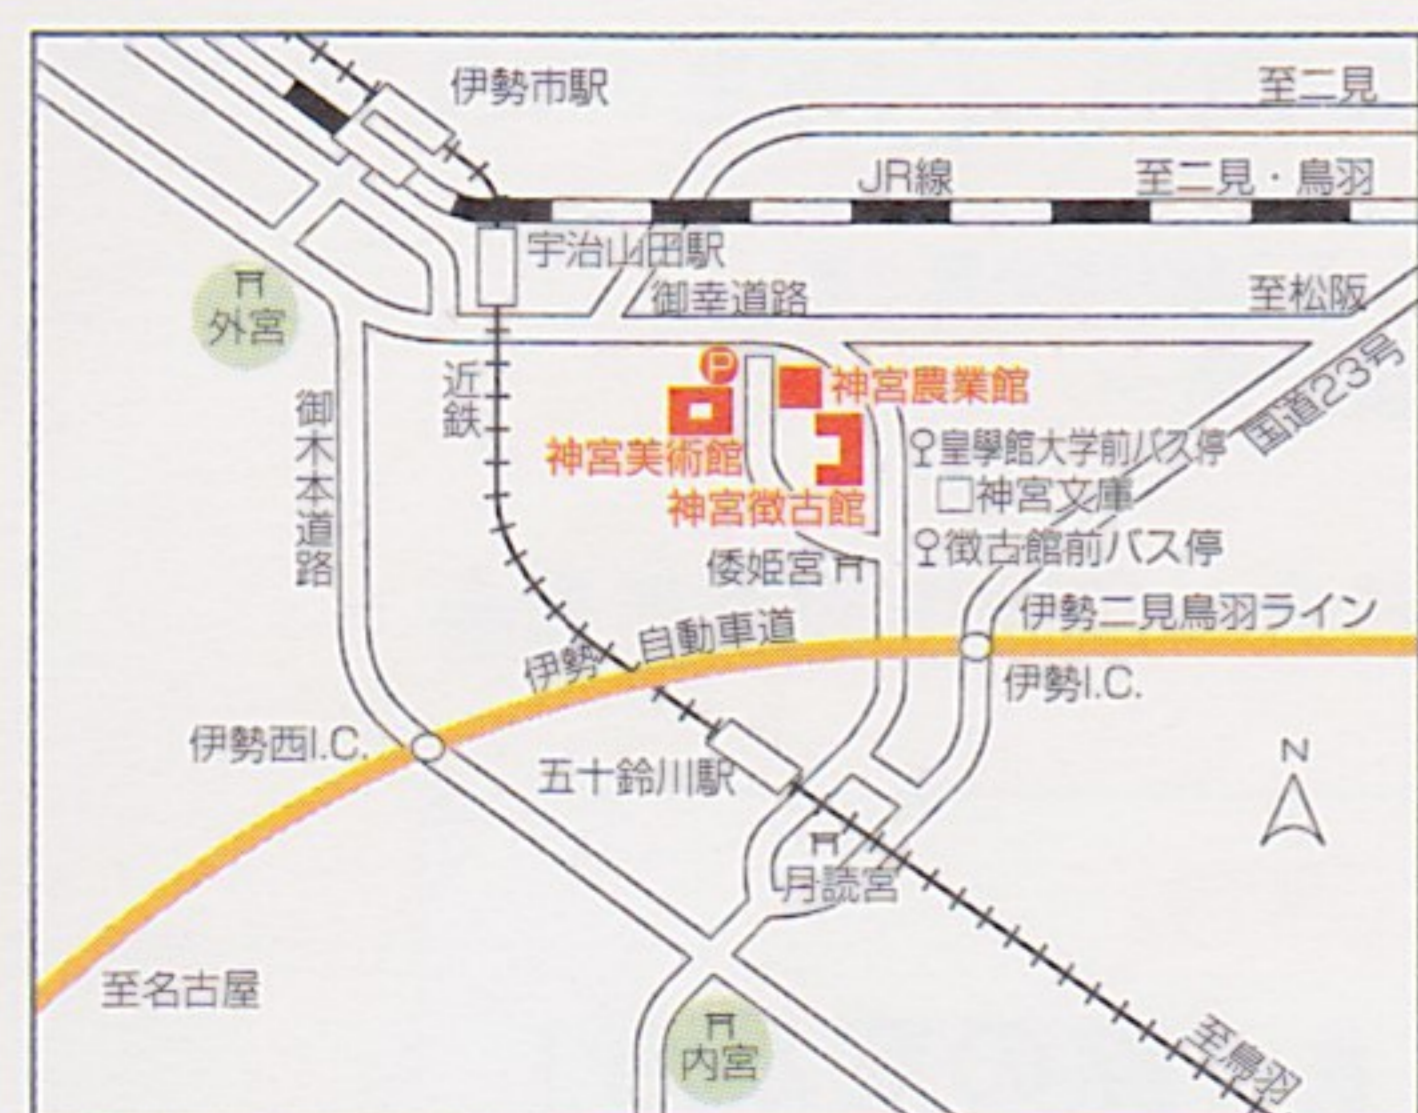 伊勢市駅
至二見
JR線
至二見・鳥羽
宇治山田駅
御幸道路
至松阪
外宮
近鉄
御木本道路
P
神宮農業館
国道23号
神宮美術館
皇學館大学前バス停
神宮文庫
神宮徴古館
徴古館前バス停
倭姫宮
伊勢二見鳥羽ライン
伊勢自動車道
伊勢I.C.
伊勢西I.C.
五十鈴川駅
N
月読宮
至名古屋
内宮
至鳥羽